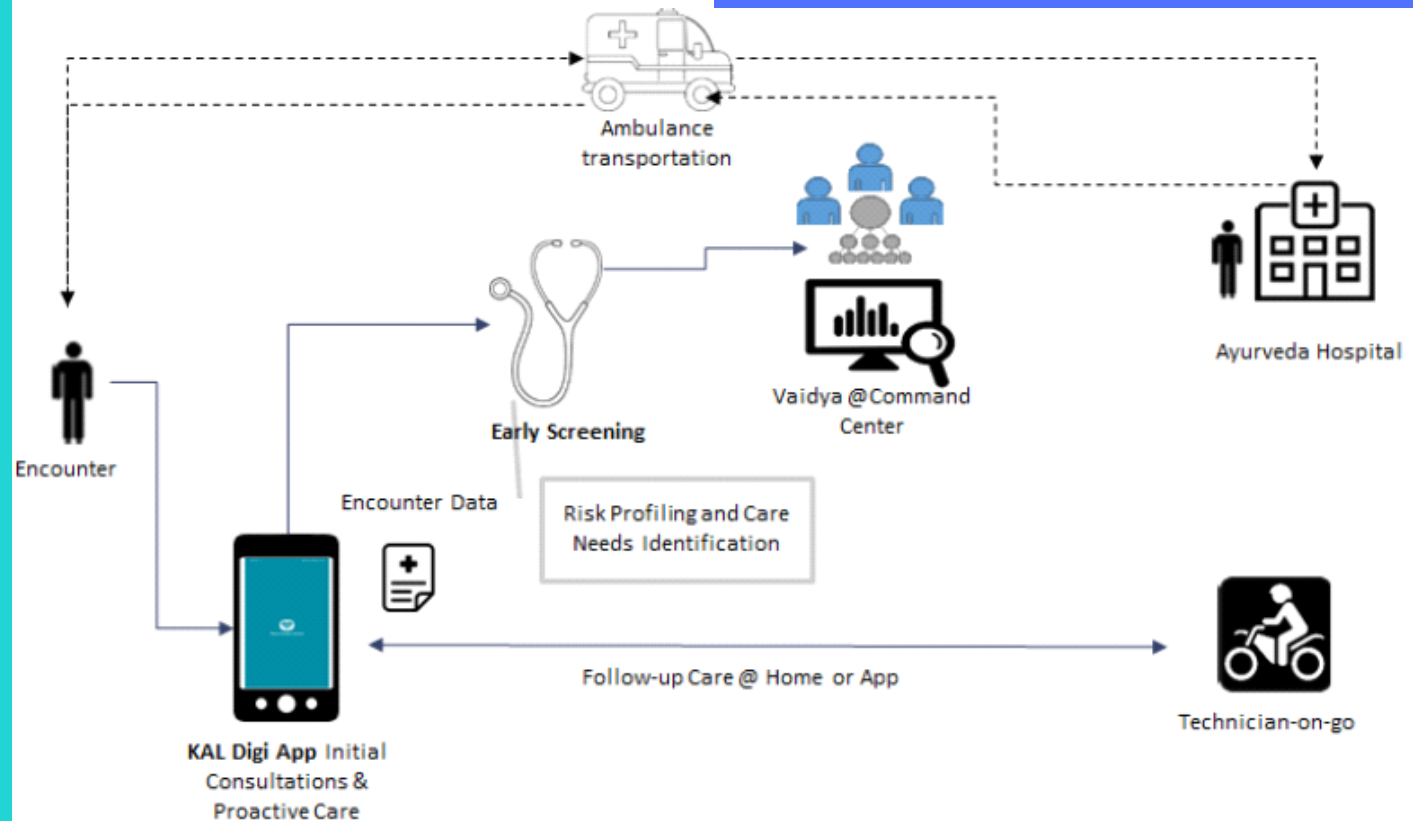 Ambulance
transportation
Ayurveda Hospital
Vaidya @Command
Center
Early Screening
Encounter
Encounter Data
Risk Profiling and Care
Needs Identification
Follow-up Care @ Home or App
Technician-on-go
KAL Digi App Initial
Consultations &
Proactive Care